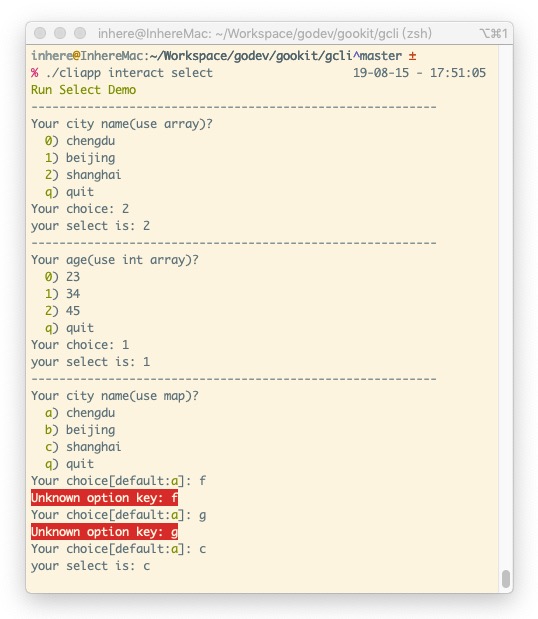 inhere@InhereMac: ~/Workspace/godev/gookit/gcli (zsh) ⌥⌘1
inhere@InhereMac:~/Workspace/godev/gookit/gcli^master ±
% ./cliapp interact select 19-08-15 - 17:51:05
Run Select Demo
----------------------------------------------------------
Your city name(use array)?
0) chengdu
1) beijing
2) shanghai
q) quit
Your choice: 2
your select is: 2
----------------------------------------------------------
Your age(use int array)?
0) 23
1) 34
2) 45
q) quit
Your choice: 1
your select is: 1
----------------------------------------------------------
Your city name(use map)?
a) chengdu
b) beijing
c) shanghai
q) quit
Your choice[default:a]: f
Unknown option key: f
Your choice[default:a]: g
Unknown option key: g
Your choice[default:a]: c
your select is: c